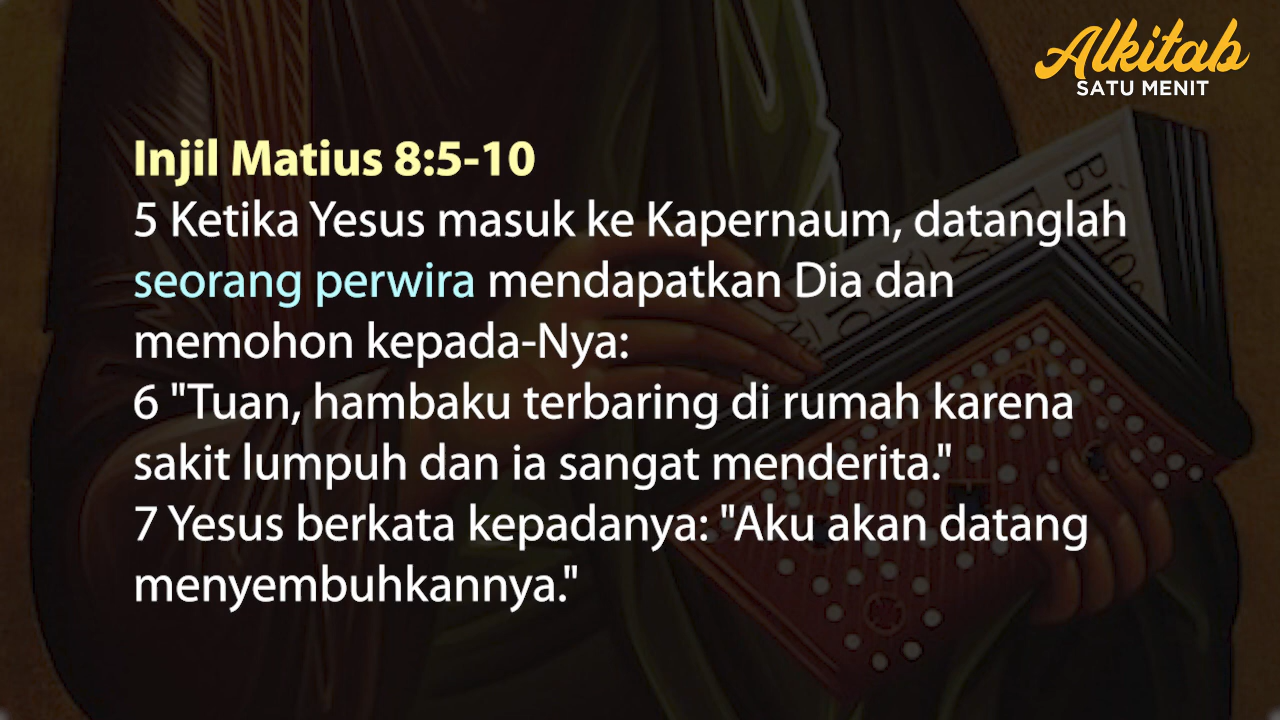 Alkitab
SATU MENIT
Injil Matius 8:5-10
5 Ketika Yesus masuk ke Kapernaum, datanglah
seorang perwira mendapatkan Dia dan
memohon kepada-Nya:
6 "Tuan, hambaku terbaring di rumah karena
sakit lumpuh dan ia sangat menderita."
7 Yesus berkata kepadanya: "Aku akan datang
menyembuhkannya."